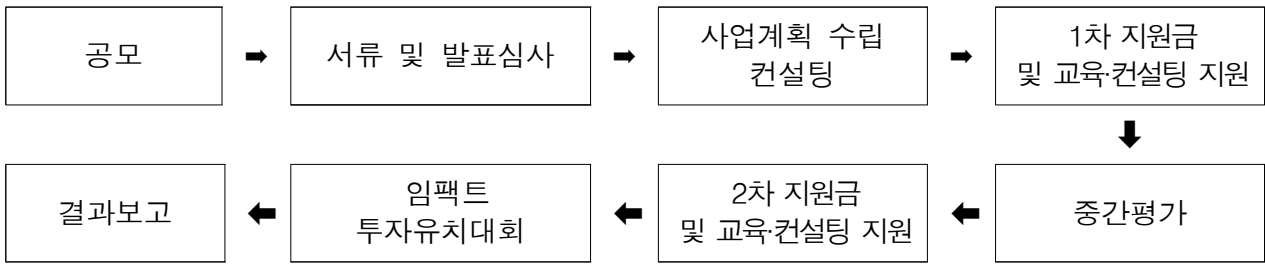 공모
서류 및 발표심사
사업계획 수립
컨설팅
1차 지원금
및 교육·컨설팅 지원
중간평가
2차 지원금
및 교육·컨설팅 지원
임팩트
투자유치대회
결과보고